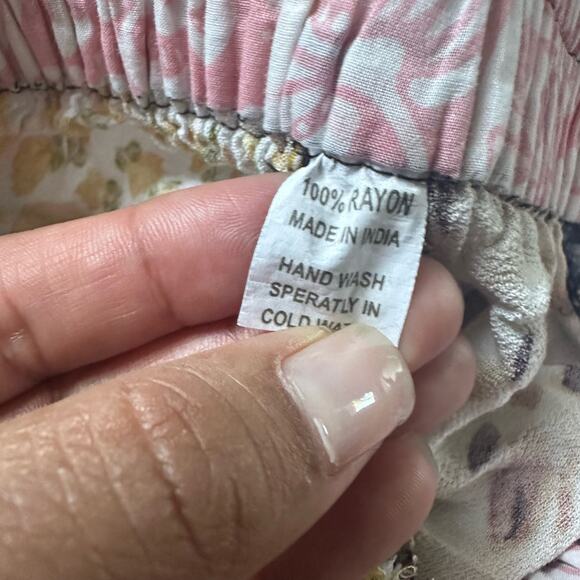 100% RAYON
MADE IN INDIA
HAND WASH
SPERATLY IN
COLD